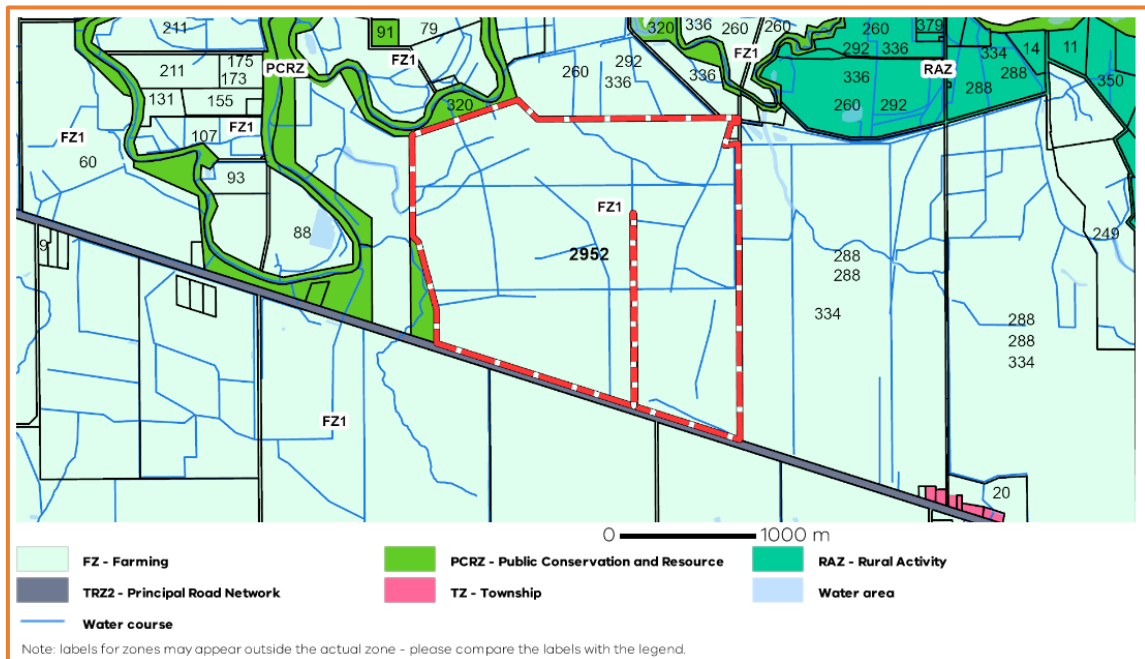 211
91
79
320
336
260
260
260
379
FZ1
FZ1
292
292
336
334
14
11
175
PCRZ
260
336
211
173
336
336
RAZ
288
350
131
155
320
260
292
288
107
FZ1
FZ1
60
93
FZ1
88
249
9
2952
288
288
334
288
288
334
FZ1
20
0 1000 m
FZ - Farming
PCRZ - Public Conservation and Resource
RAZ - Rural Activity
TRZ2 - Principal Road Network
TZ - Township
Water area
Water course
Note: labels for zones may appear outside the actual zone - please compare the labels with the legend.